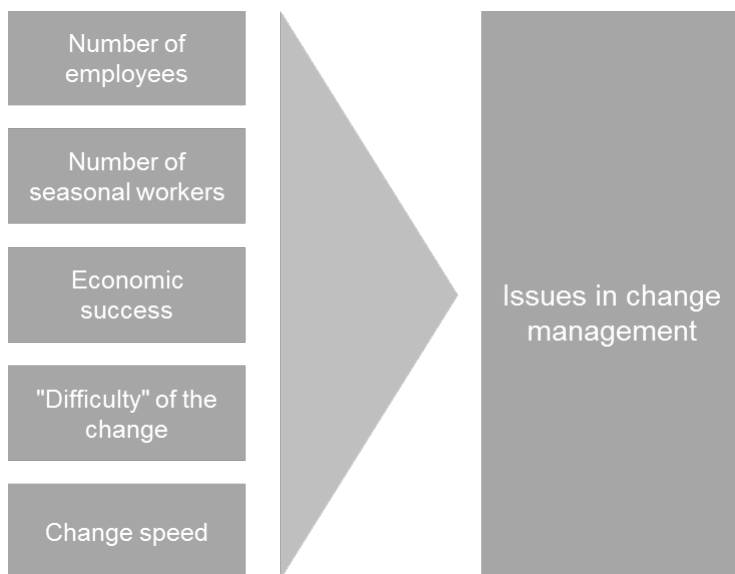 Number of
employees
Number of
seasonal workers
Economic
success
"Difficulty" of the
change
Change speed
Issues in change
management